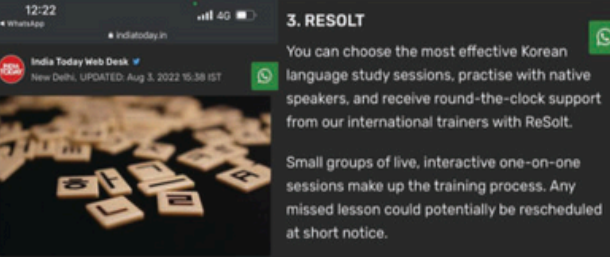 12:22
4G
◂ WhatsApp
indiatoday.in
India Today Web Desk
New Delhi, UPDATED: Aug 3, 2022 15:38 IST
3. RESOLT
You can choose the most effective Korean
language study sessions, practise with native
speakers, and receive round-the-clock support
from our international trainers with ReSolt.
Small groups of live, interactive one-on-one
sessions make up the training process. Any
missed lesson could potentially be rescheduled
at short notice.